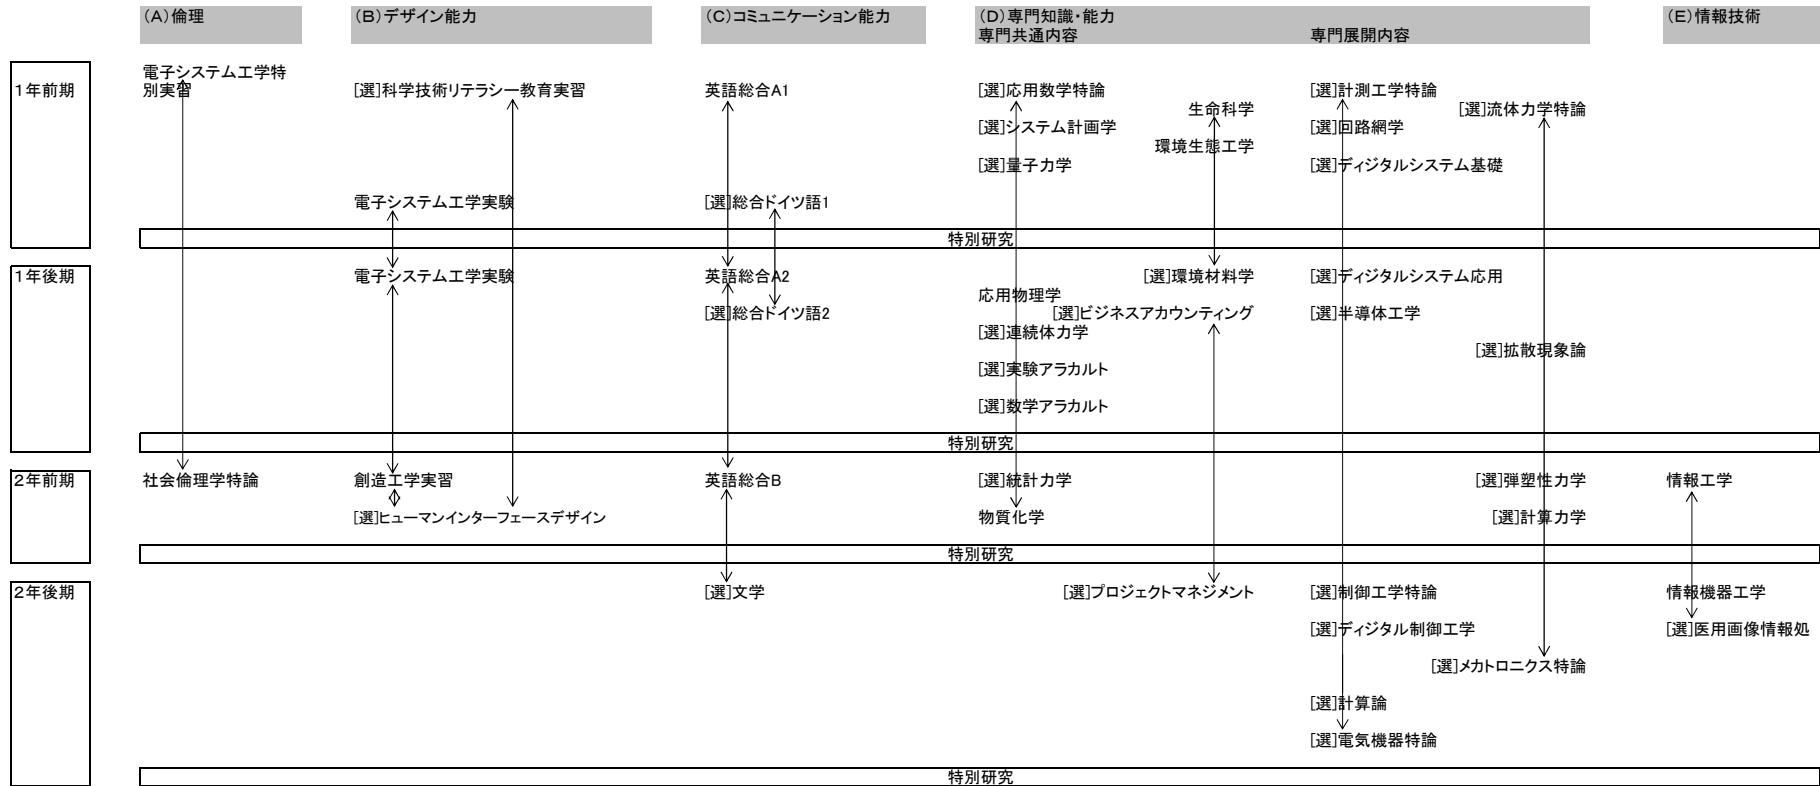 (A)倫理
(B)デザイン能力
(C)コミュニケーション能力
(D)専門知識・能力
(E)情報技術
専門共通内容
専門展開内容
1年前期
電子システム工学特
別実習
[選]科学技術リテラシー教育実習
英語総合A1
[選]応用数学特論
生命科学
[選]計測工学特論
[選]流体力学特論
[選]システム計画学
環境生態工学
[選]回路網学
[選]量子力学
[選]ディジタルシステム基礎
電子システム工学実験
[選]総合ドイツ語1
特別研究
1年後期
電子システム工学実験
英語総合A2
[選]環境材料学
[選]ディジタルシステム応用
応用物理学
[選]総合ドイツ語2
[選]ビジネスアカウンティング
[選]半導体工学
[選]連続体力学
[選]拡散現象論
[選]実験アラカルト
[選]数学アラカルト
特別研究
2年前期
社会倫理学特論
創造工学実習
英語総合B
[選]統計力学
[選]弾塑性力学
情報工学
[選]ヒューマンインターフェースデザイン
物質化学
[選]計算力学
特別研究
2年後期
[選]文学
[選]プロジェクトマネジメント
[選]制御工学特論
情報機器工学
[選]ディジタル制御工学
[選]医用画像情報処
[選]メカトロニクス特論
[選]計算論
[選]電気機器特論
特別研究